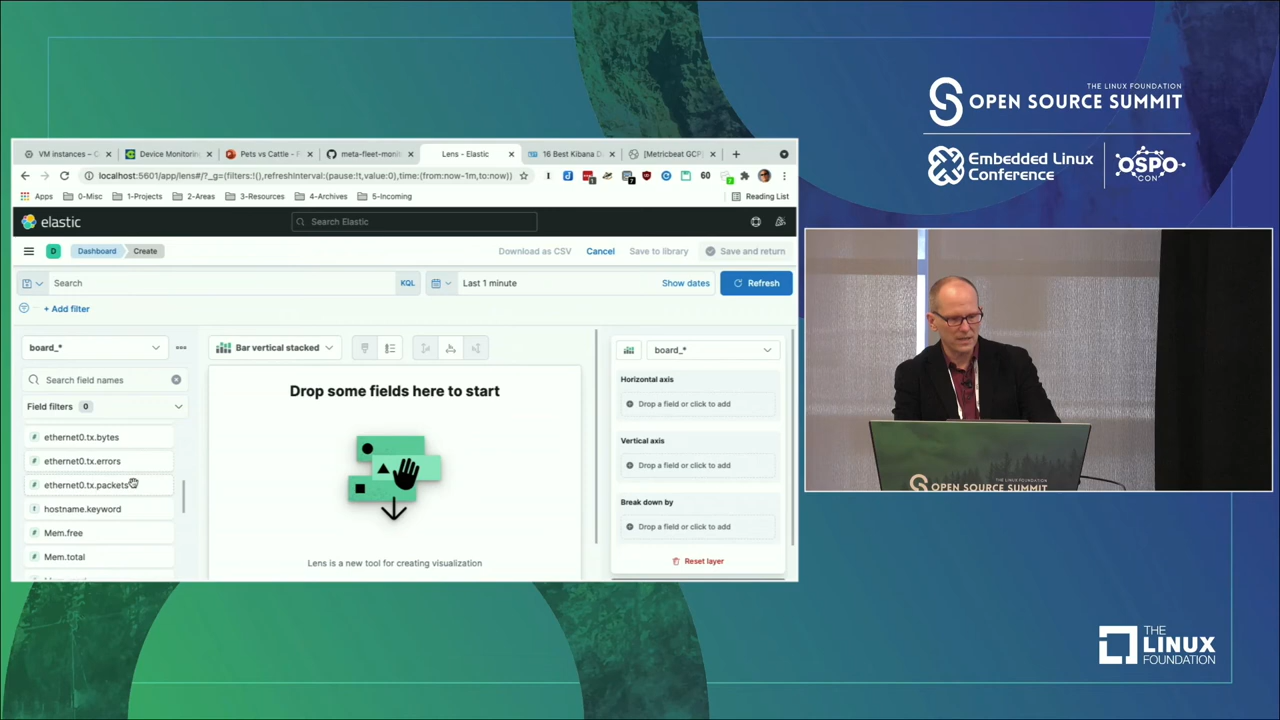 THE LINUX FOUNDATION
OPEN SOURCE SUMMIT
Embedded Linux
Conference
OSPO
CON
VM instances – C
Device Monitoring
Pets vs Cattle - F
meta-fleet-monit
Lens - Elastic
16 Best Kibana D
[Metricbeat GCP]
localhost:5601/app/lens#/?_g=(filters:!(),refreshInterval:(pause:!t,value:0),time:(from:now-1m,to:now))
60
Apps
0-Misc
1-Projects
2-Areas
3-Resources
4-Archives
5-Incoming
Reading List
elastic
Search Elastic
D
Dashboard
Create
Download as CSV
Cancel
Save to library
Save and return
Search
KQL
Last 1 minute
Show dates
Refresh
+ Add filter
board_*
Bar vertical stacked
board_*
Search field names
Field filters 0
Drop some fields here to start
Horizontal axis
Drop a field or click to add
ethernet0.tx.bytes
ethernet0.tx.errors
ethernet0.tx.packets
hostname.keyword
Mem.free
Mem.total
Vertical axis
Drop a field or click to add
Break down by
Drop a field or click to add
Lens is a new tool for creating visualization
Reset layer
OPEN SOURCE SUMMIT
THE
LINUX
FOUNDATION